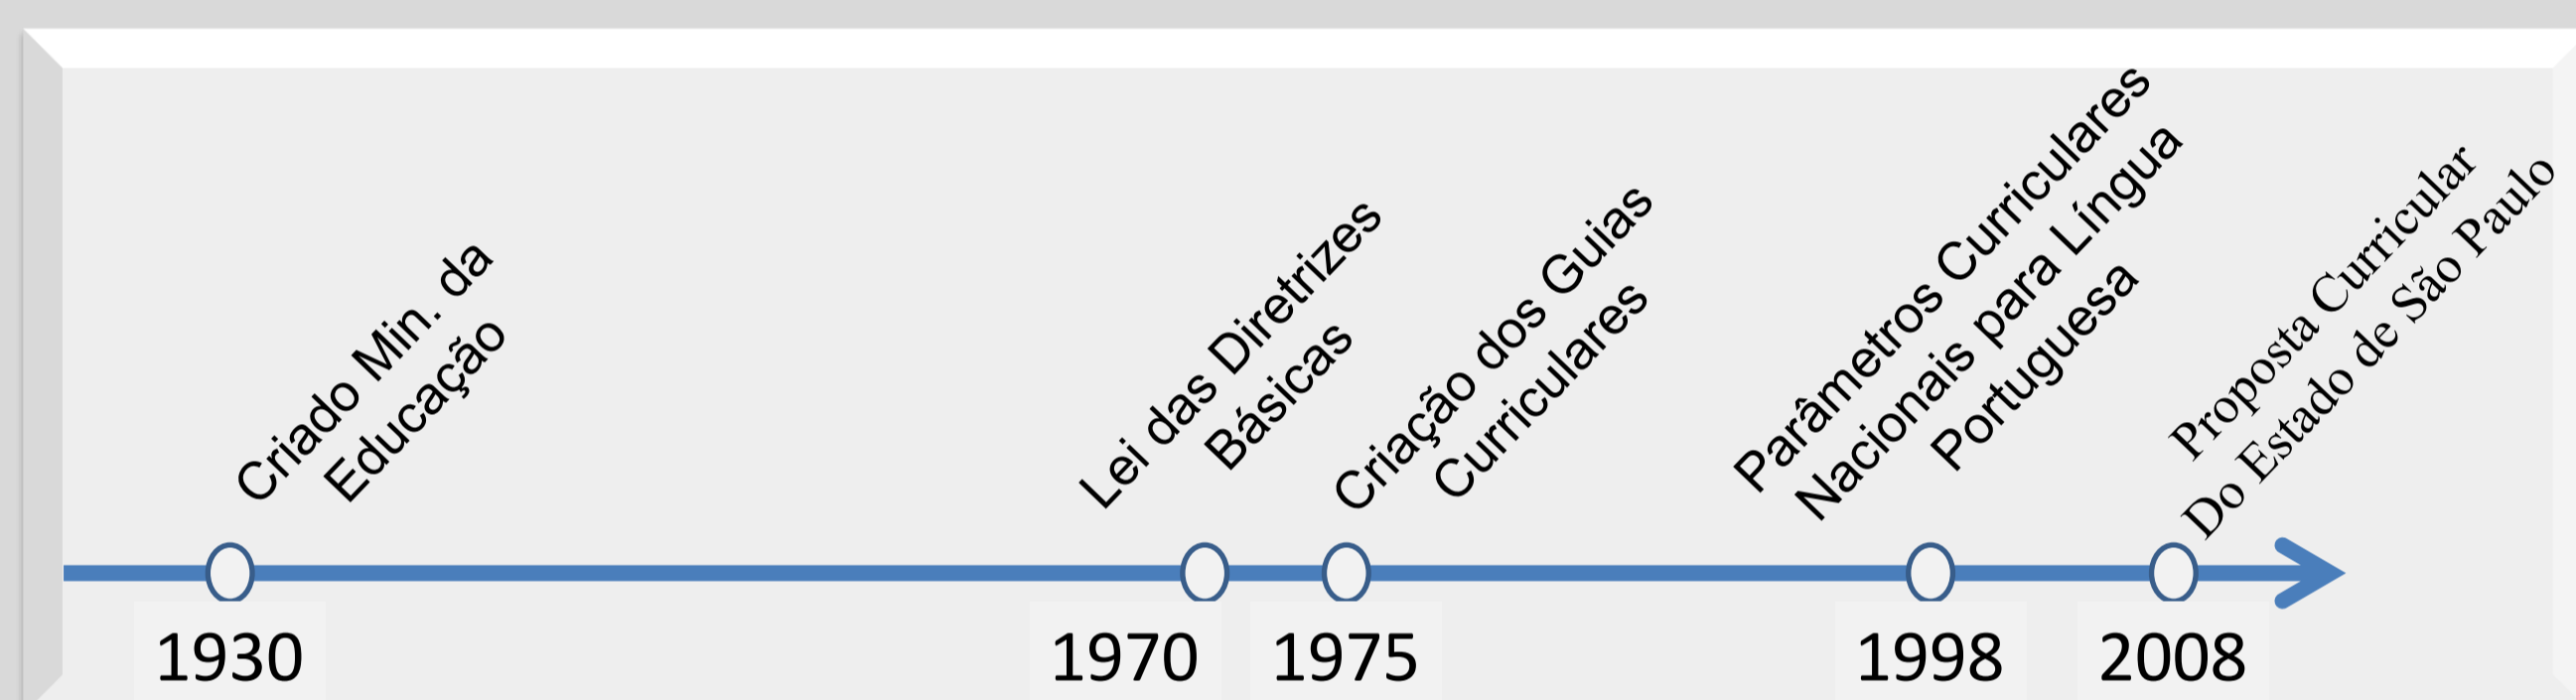 Criado Min. da
Educação
Lei das Diretrizes
Básicas
Criação dos Guias
Curriculares
Parâmetros Curriculares
Nacionais para Língua
Portuguesa
Proposta Curricular
Do Estado de São Paulo
1930
1970
1975
1998
2008